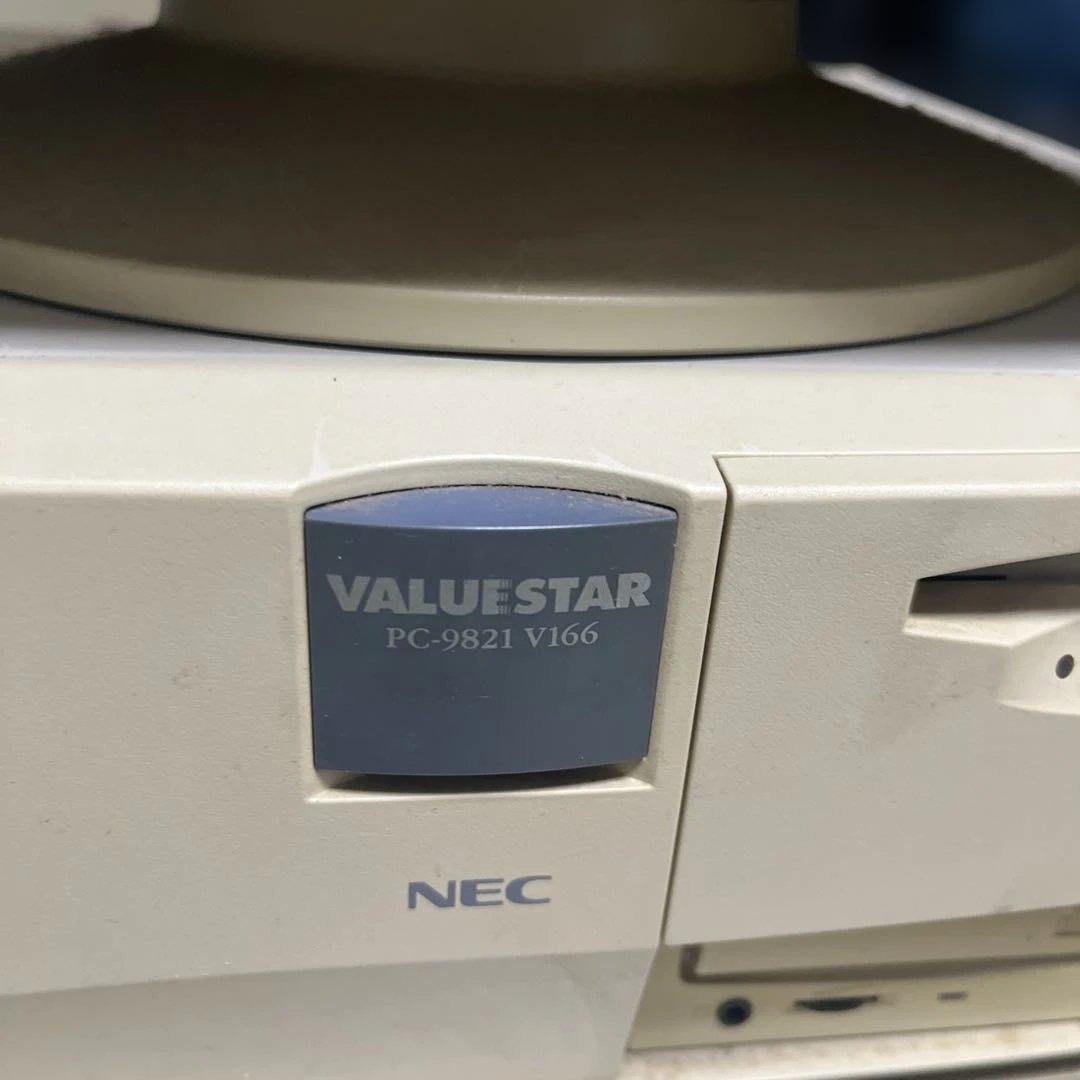 VALUESTAR
PC-9821 V166
NEC